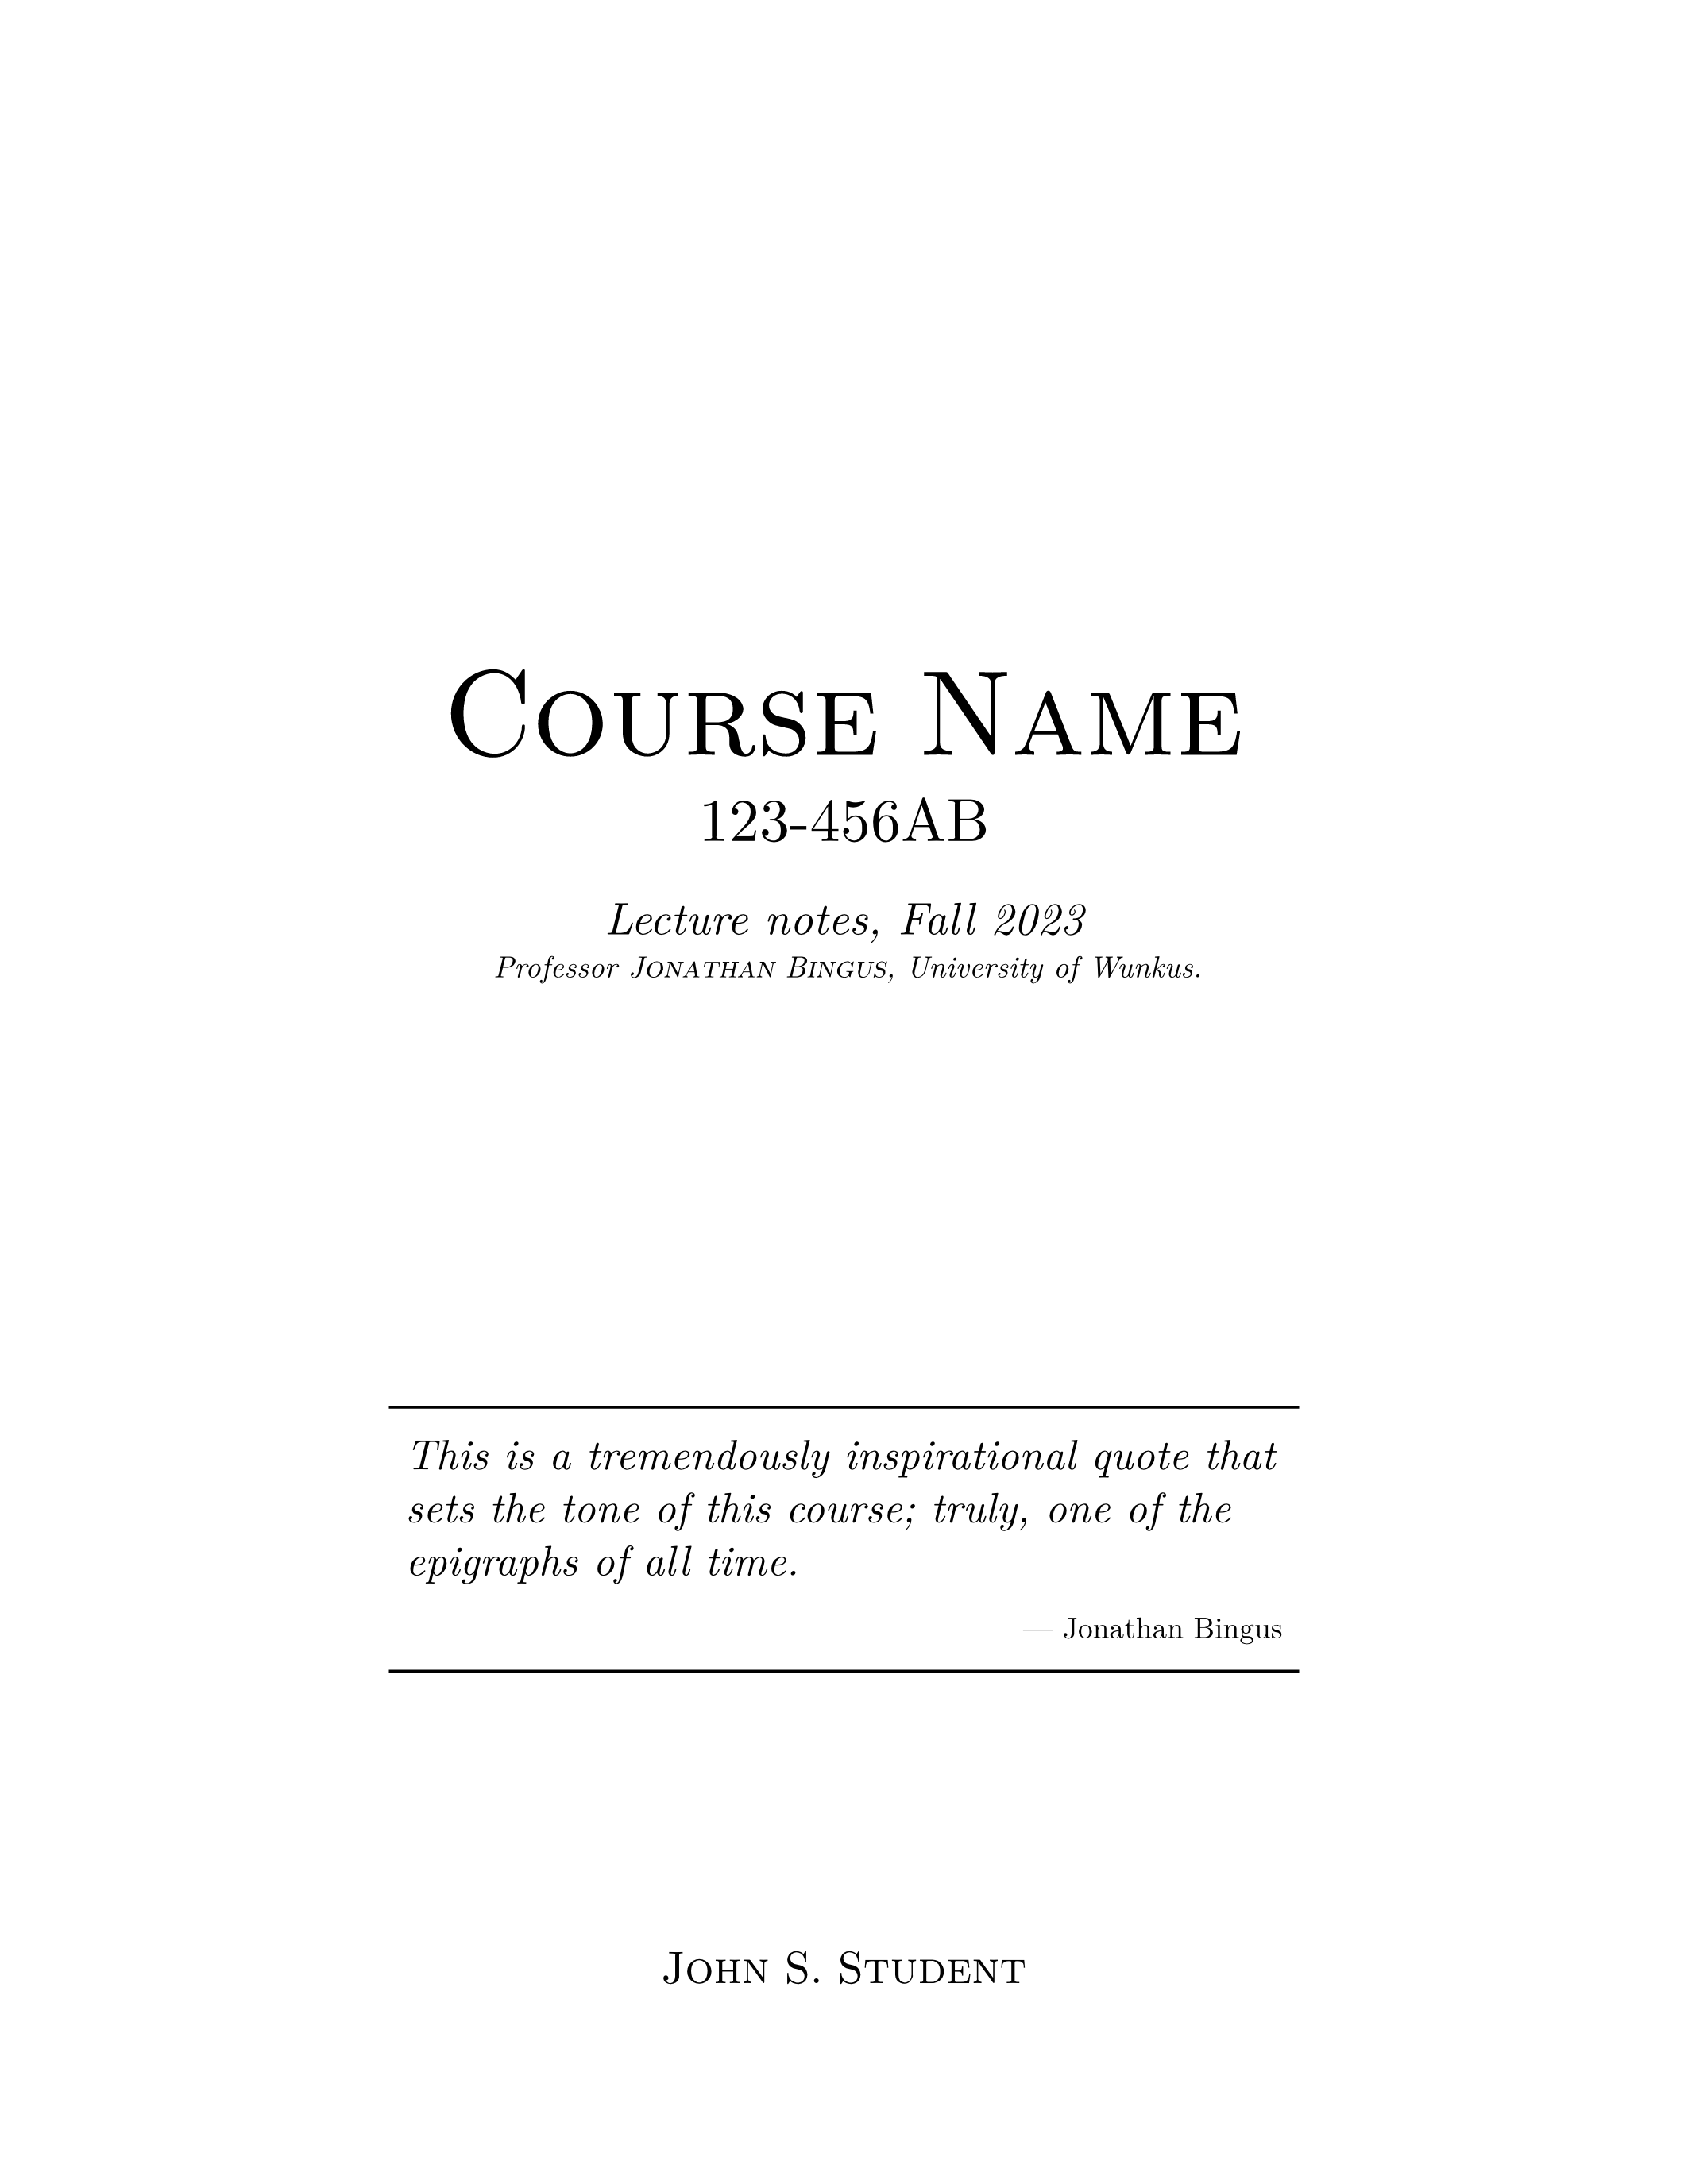 Course Name
123-456AB
Lecture notes, Fall 2023
Professor Jonathan Bingus, University of Wunkus.
This is a tremendously inspirational quote that
sets the tone of this course; truly, one of the
epigraphs of all time.
— Jonathan Bingus
John S. Student